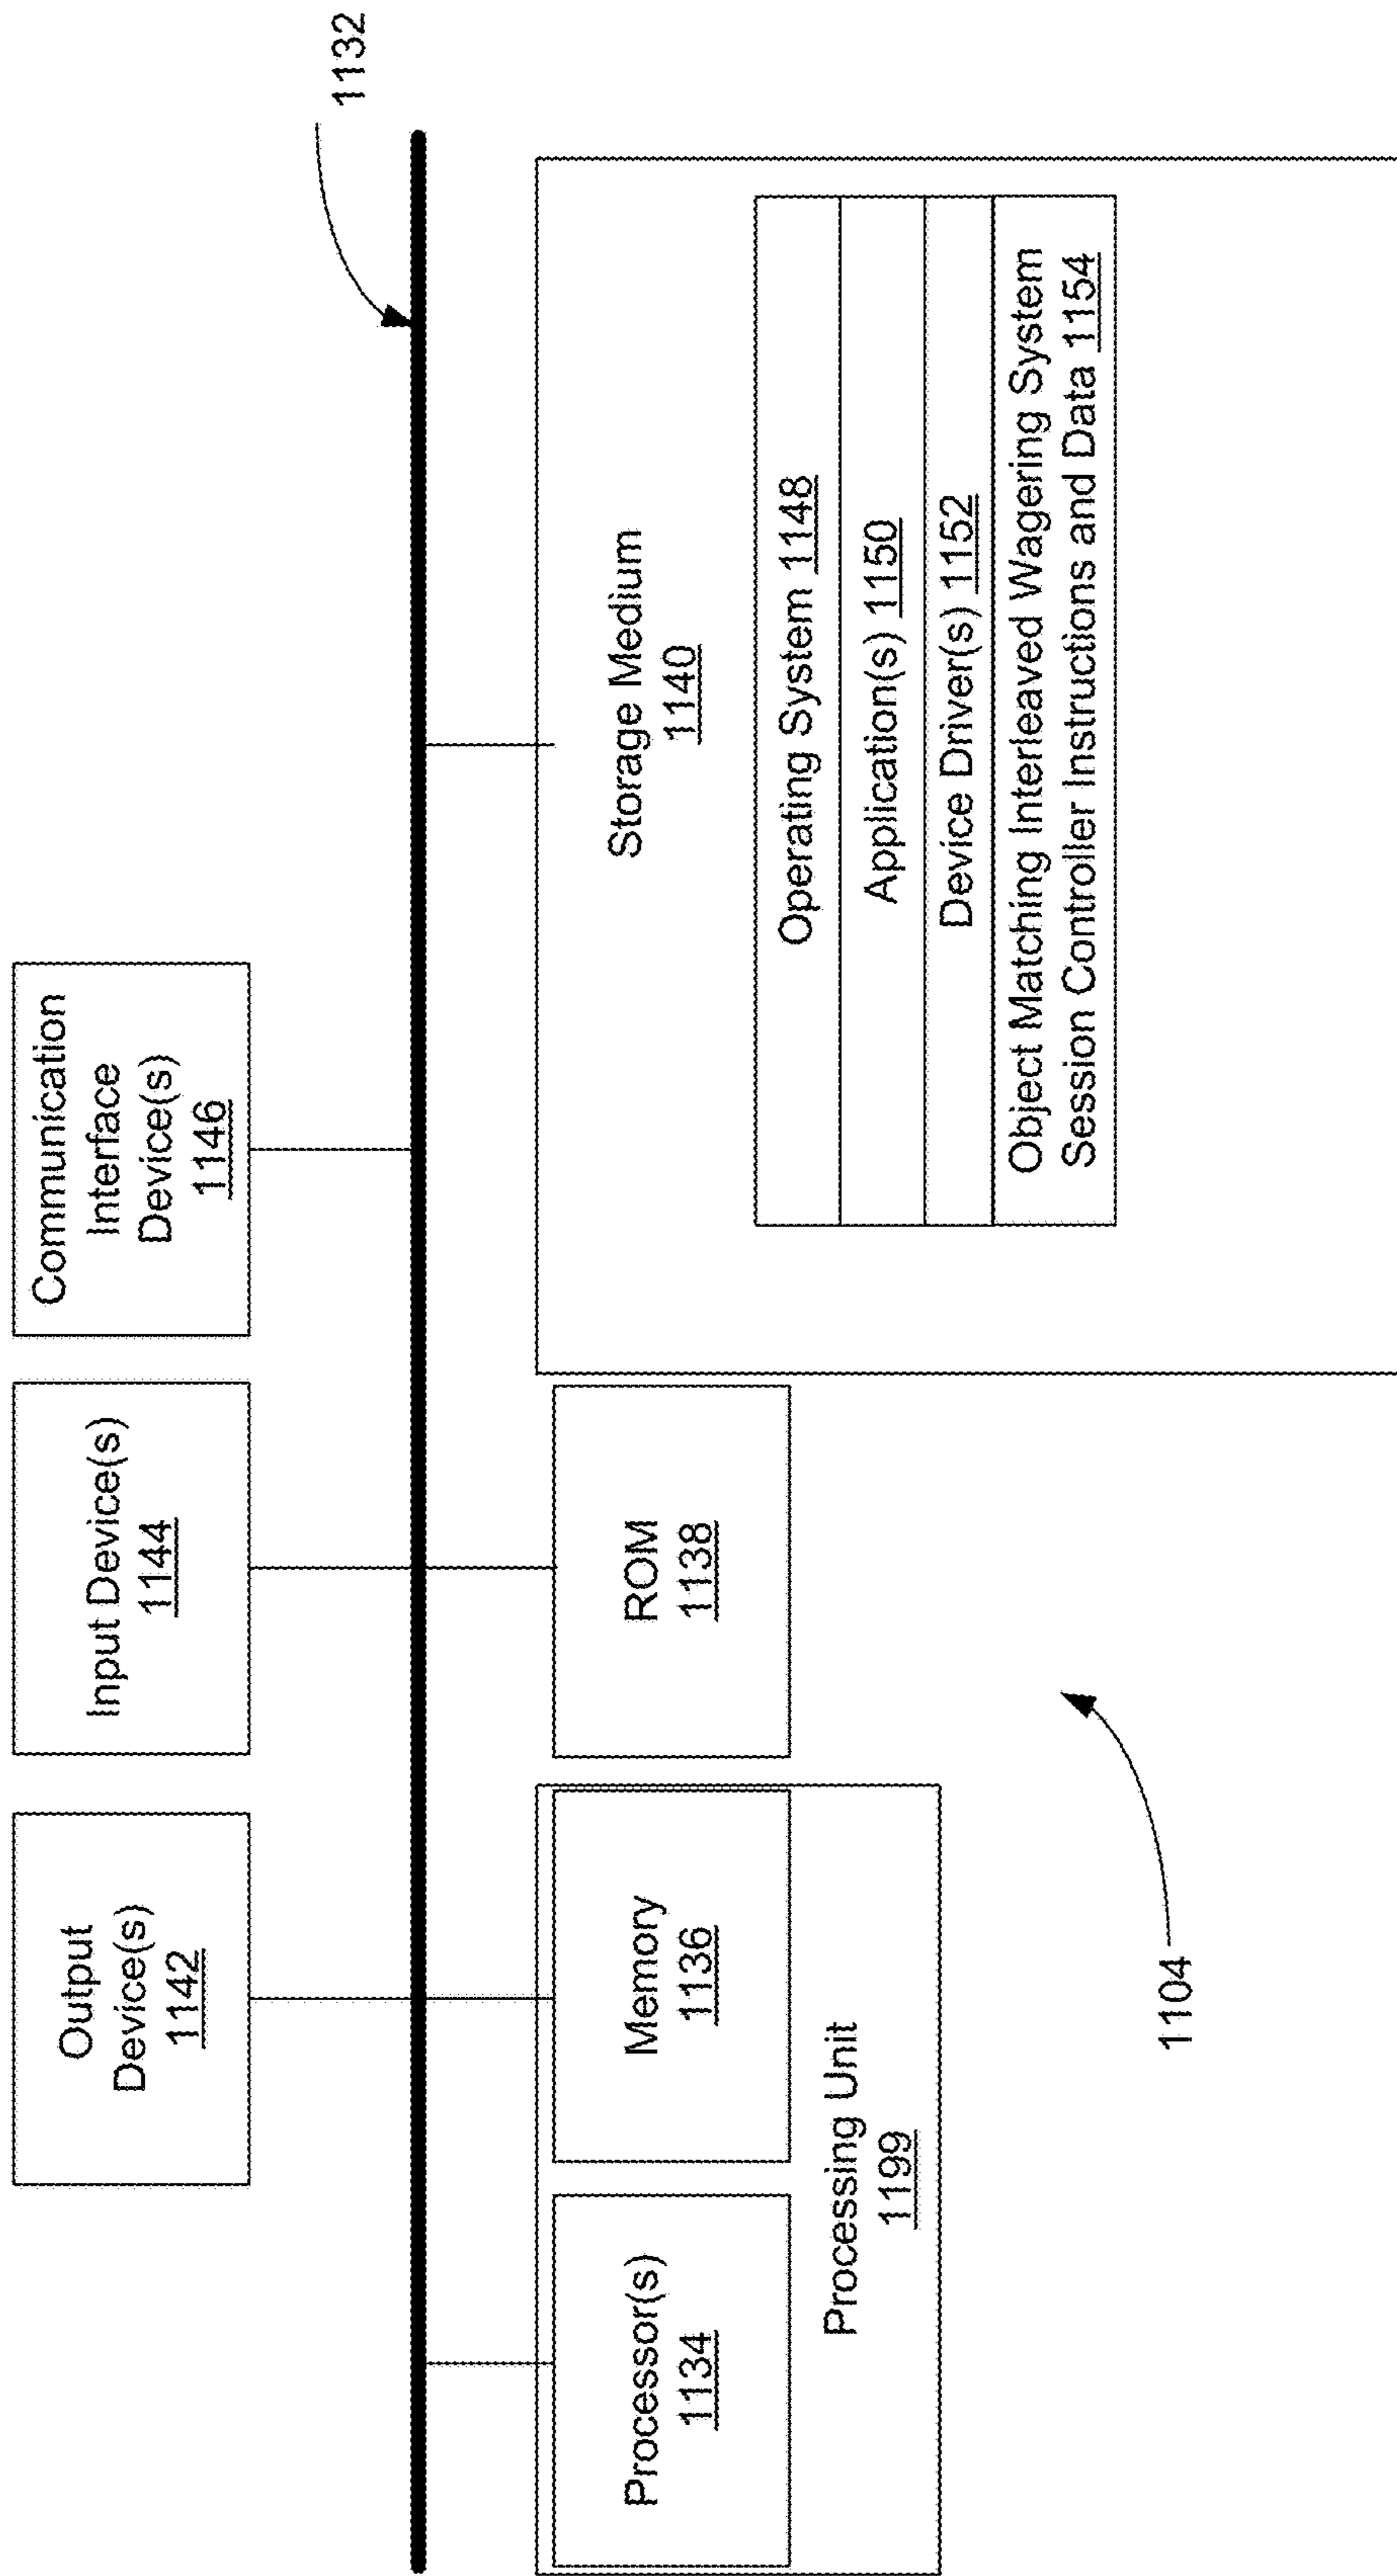 Output
Device(s)
1142
Input Device(s)
1144
Communication
Interface
Device(s)
1146
1132
Processor(s)
1134
Memory
1136
Processing Unit
1199
ROM
1138
Storage Medium
1140
Operating System 1148
Application(s) 1150
Device Driver(s) 1152
Object Matching Interleaved Wagering System
Session Controller Instructions and Data 1154
1104